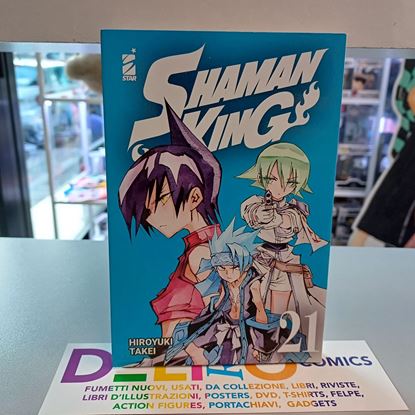 STAR
SHAMAN
KING
HIROYUKI
TAKEI
21
COMICS
FUMETTI NUOVI, USATI, DA COLLEZIONE, LIBRI, RIVISTE,
LIBRI D'ILLUSTRAZIONI, POSTERS, DVD, T-SHIRTS, FELPE,
ACTION FIGURES, PORTACHIAVI, GADGETS